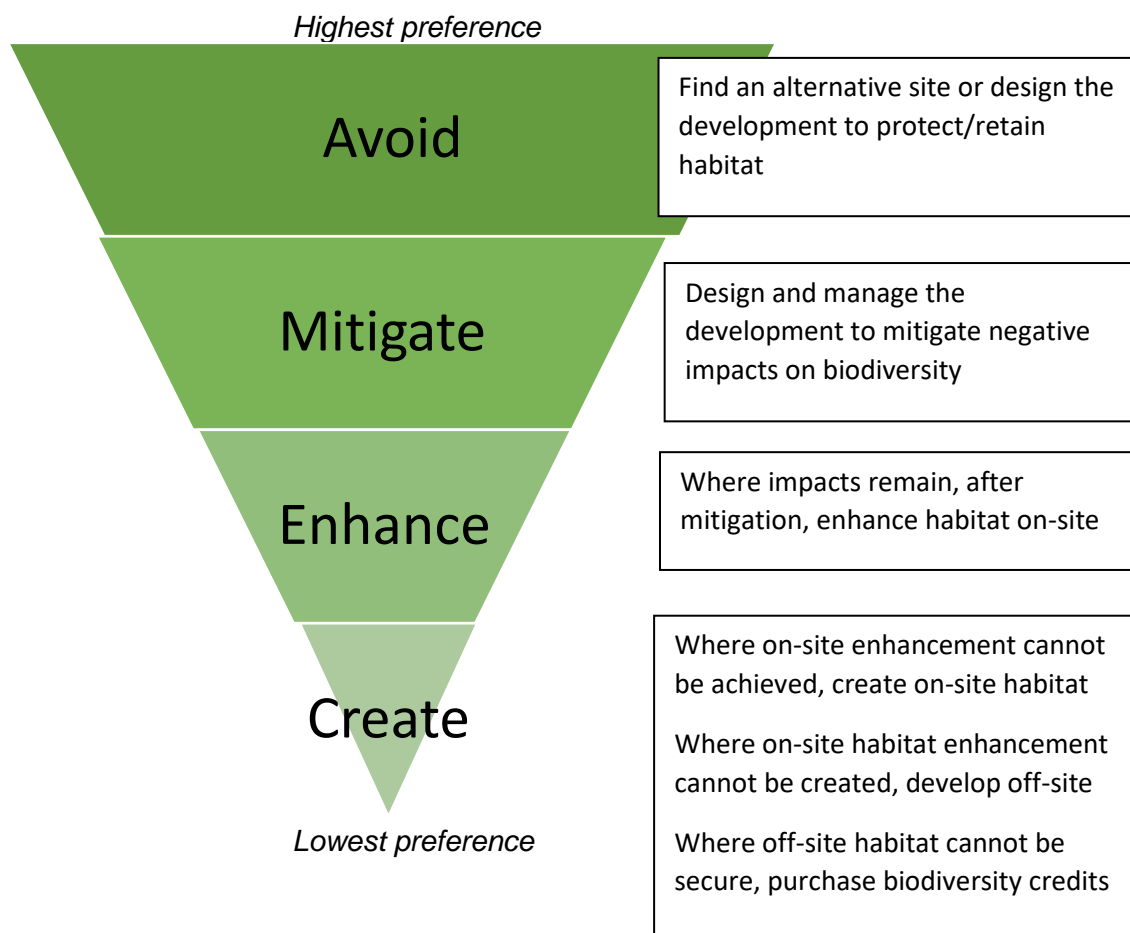 Highest preference
Avoid
Find an alternative site or design the
development to protect/retain
habitat
Mitigate
Design and manage the
development to mitigate negative
impacts on biodiversity
Enhance
Where impacts remain, after
mitigation, enhance habitat on-site
Create
Where on-site enhancement cannot
be achieved, create on-site habitat
Where on-site habitat enhancement
cannot be created, develop off-site
Where off-site habitat cannot be
secure, purchase biodiversity credits
Lowest preference